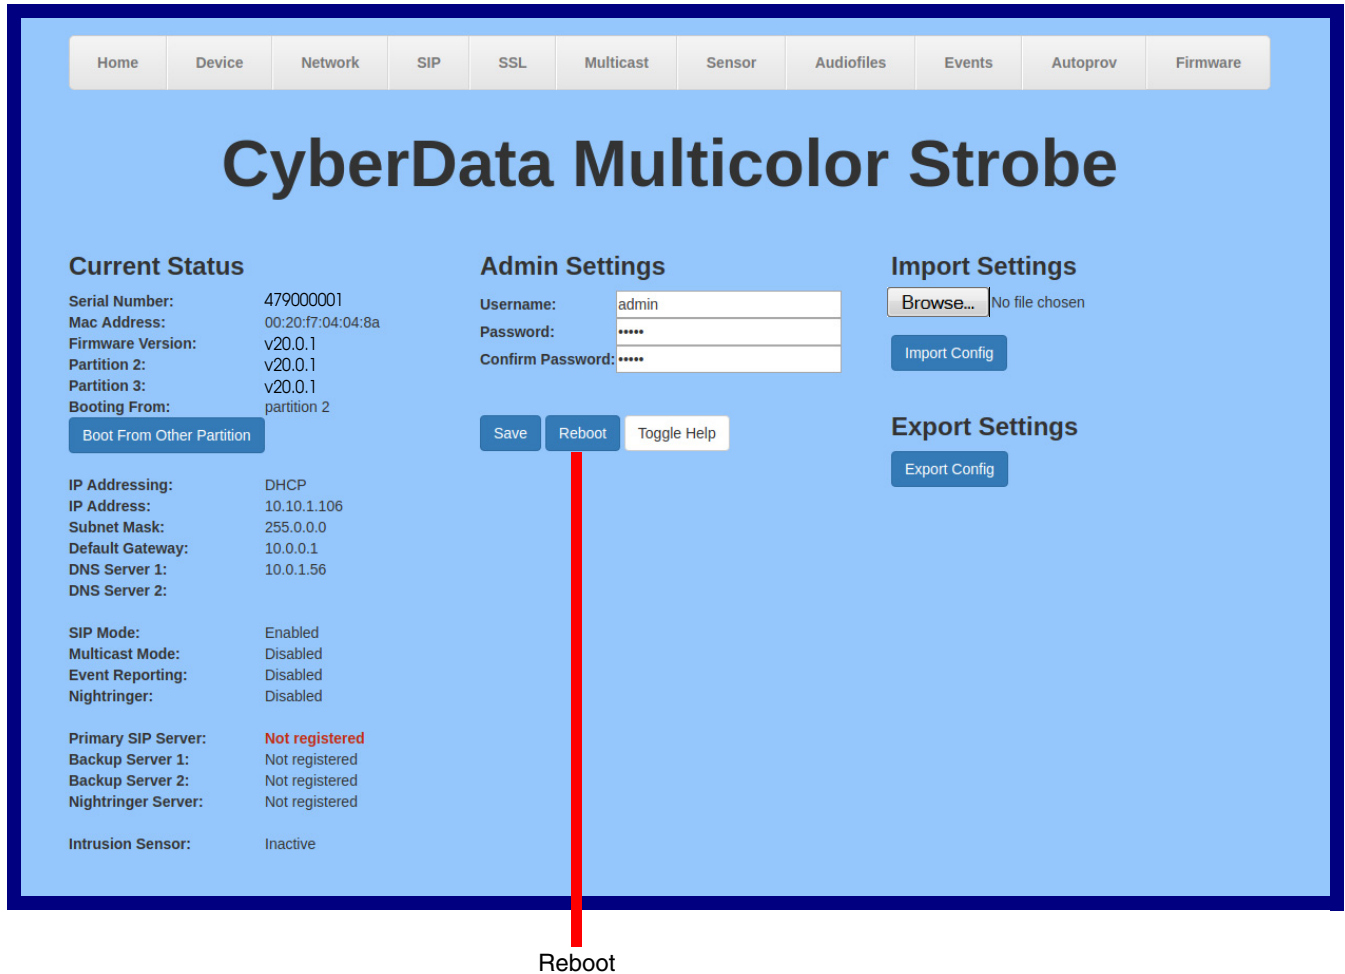 Home Device Network SIP SSL Multicast Sensor Audiofiles Events Autoprov Firmware
CyberData Multicolor Strobe
Current Status
Serial Number: 479000001
Mac Address: 00:20:f7:04:04:8a
Firmware Version: v20.0.1
Partition 2: v20.0.1
Partition 3: v20.0.1
Booting From: partition 2
Boot From Other Partition
IP Addressing: DHCP
IP Address: 10.10.1.106
Subnet Mask: 255.0.0.0
Default Gateway: 10.0.0.1
DNS Server 1: 10.0.1.56
DNS Server 2:
SIP Mode: Enabled
Multicast Mode: Disabled
Event Reporting: Disabled
Nightringer: Disabled
Primary SIP Server: Not registered
Backup Server 1: Not registered
Backup Server 2: Not registered
Nightringer Server: Not registered
Intrusion Sensor: Inactive
Admin Settings
Username: admin
Password: •••••
Confirm Password: •••••
Save Reboot Toggle Help
Import Settings
Browse... No file chosen
Import Config
Export Settings
Export Config
Reboot